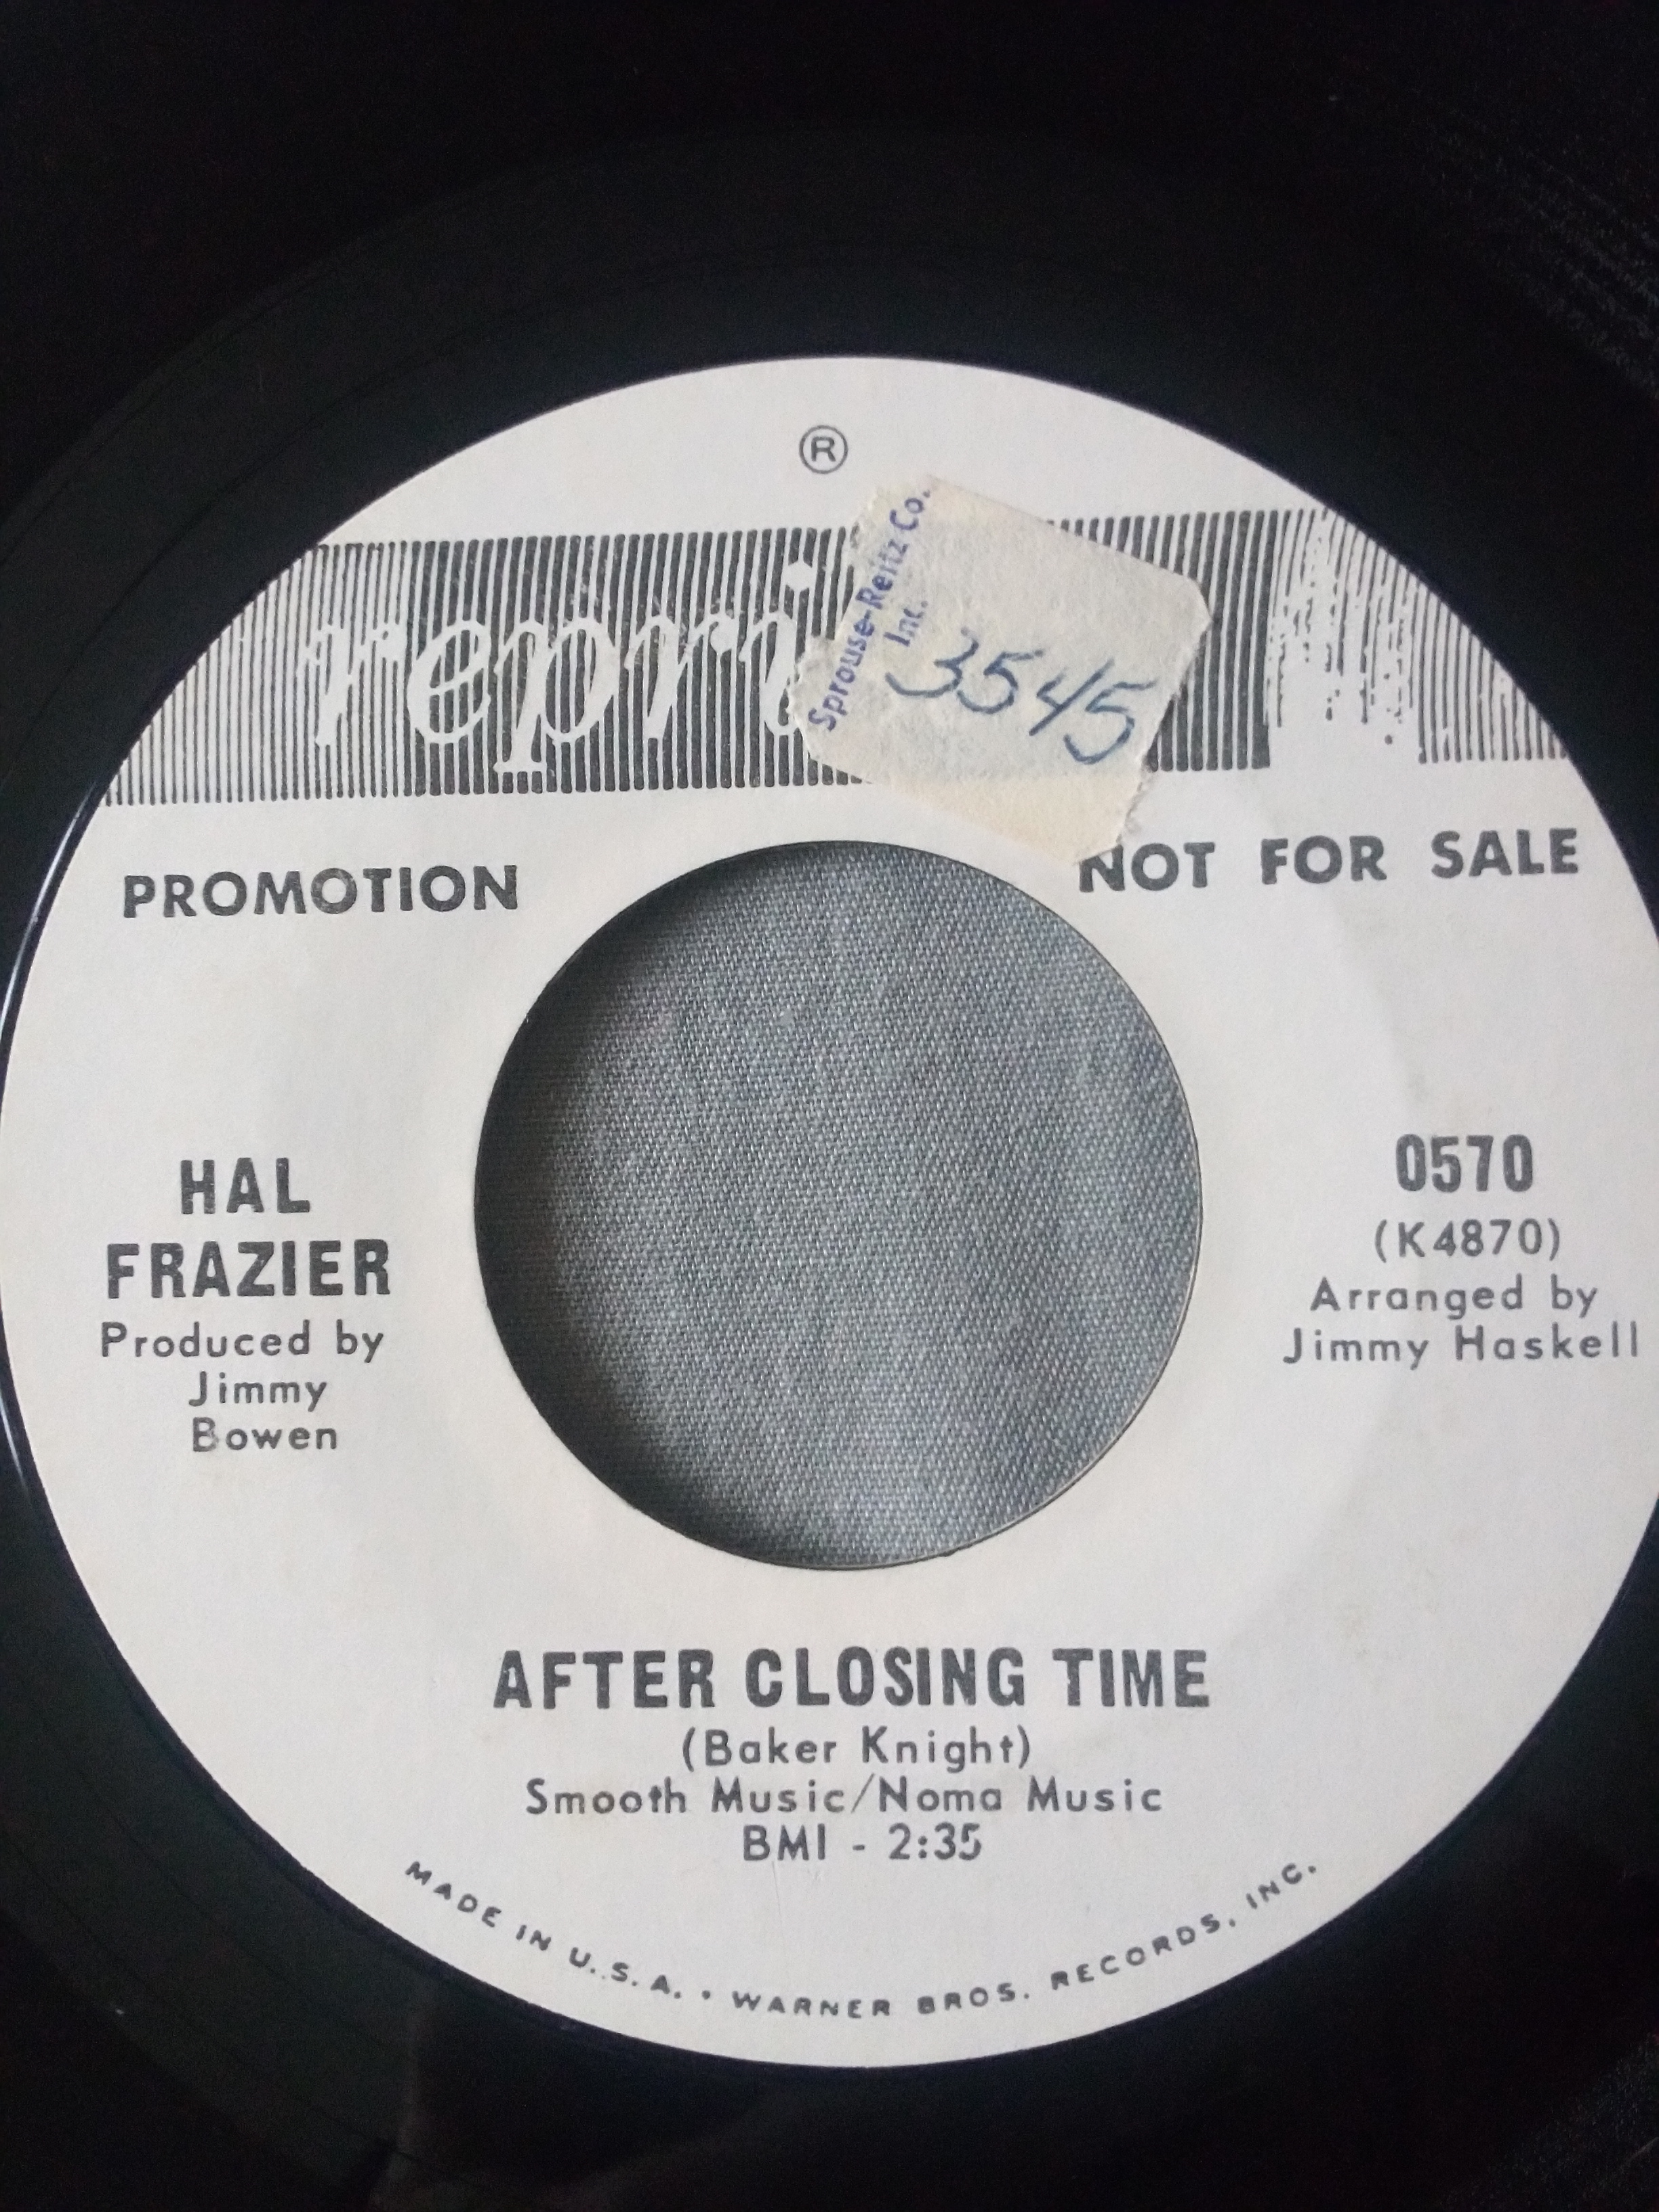 ®
repri
Sprouse-Reitz Co.
Inc.
3545
PROMOTION
NOT FOR SALE
HAL
FRAZIER
Produced by
Jimmy
Bowen
0570
(K4870)
Arranged by
Jimmy Haskell
AFTER CLOSING TIME
(Baker Knight)
Smooth Music/Noma Music
BMI - 2:35
MADE IN U.S.A. • WARNER BROS. RECORDS, INC.